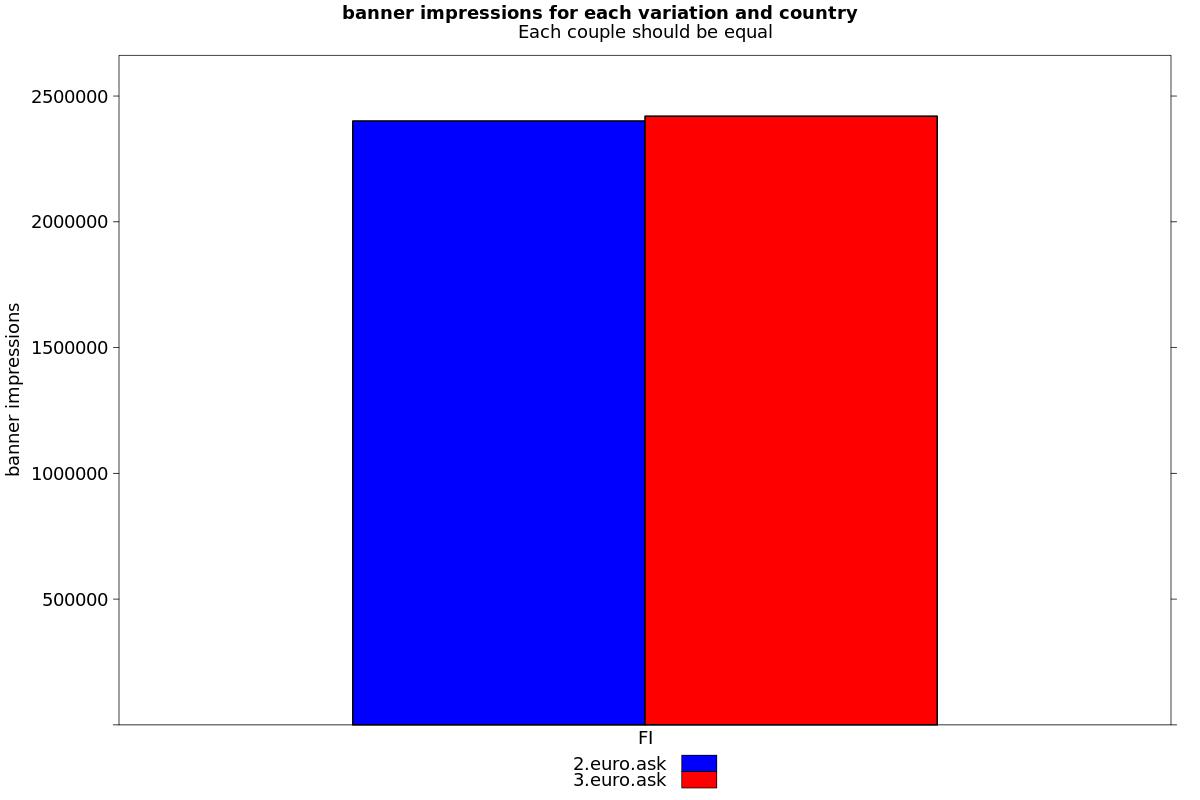 banner impressions for each variation and country
Each couple should be equal
banner impressions
2500000
2000000
1500000
1000000
500000
FI
2.euro.ask
3.euro.ask